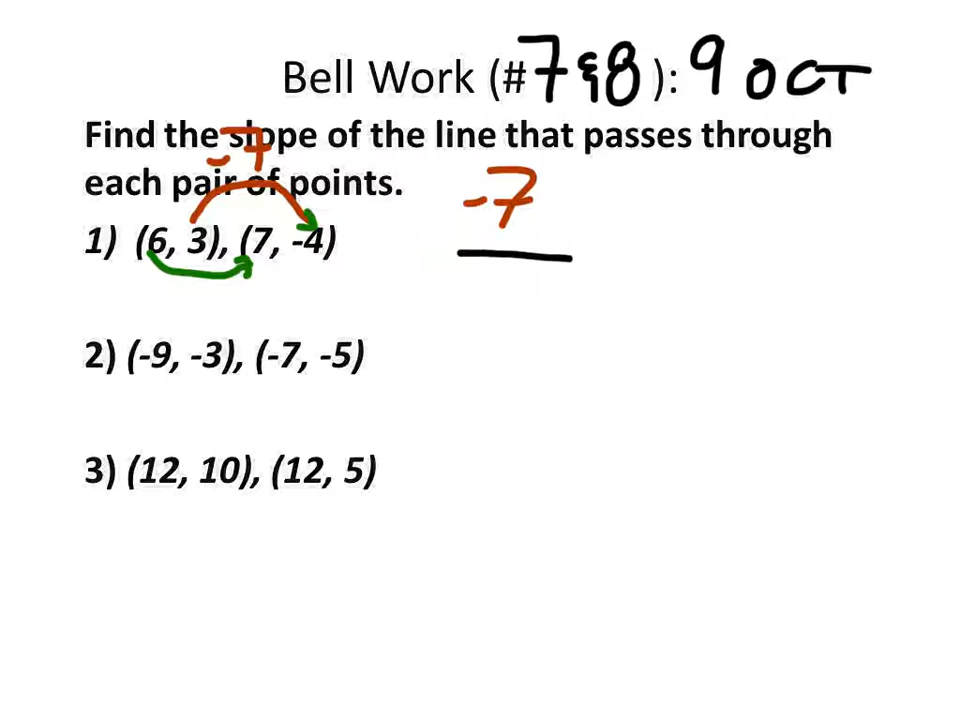 Bell Work (#7&8): 9 OCT
Find the slope of the line that passes through
-7
each pair of points.
-7
1) (6, 3), (7, -4)
2) (-9, -3), (-7, -5)
3) (12, 10), (12, 5)